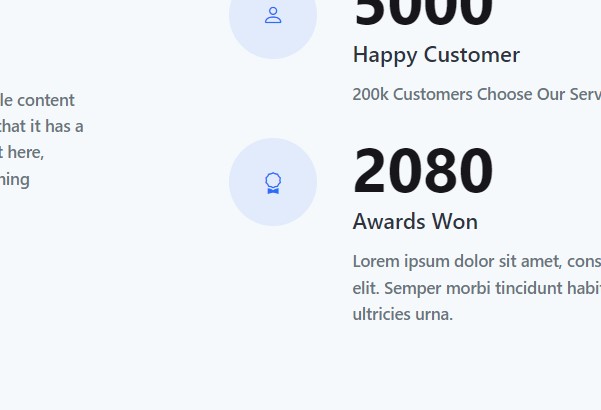 5000
Happy Customer
200k Customers Choose Our Serv
le content
that it has a
t here,
ning
2080
Awards Won
Lorem ipsum dolor sit amet, cons
elit. Semper morbi tincidunt habi
ultricies urna.